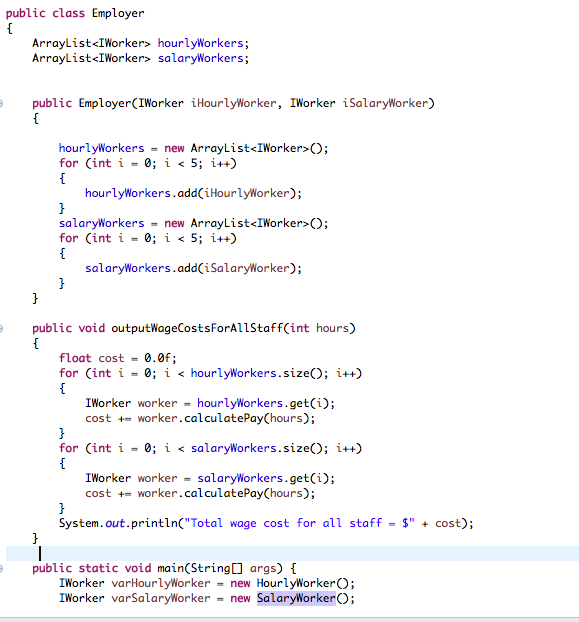 public class Employer
{
ArrayList<IWorker> hourlyWorkers;
ArrayList<IWorker> salaryWorkers;
public Employer(IWorker iHourlyWorker, IWorker iSalaryWorker)
{
hourlyWorkers = new ArrayList<IWorker>();
for (int i = 0; i < 5; i++)
{
hourlyWorkers.add(iHourlyWorker);
}
salaryWorkers = new ArrayList<IWorker>();
for (int i = 0; i < 5; i++)
{
salaryWorkers.add(iSalaryWorker);
}
}
public void outputWageCostsForAllStaff(int hours)
{
float cost = 0.0f;
for (int i = 0; i < hourlyWorkers.size(); i++)
{
IWorker worker = hourlyWorkers.get(i);
cost += worker.calculatePay(hours);
}
for (int i = 0; i < salaryWorkers.size(); i++)
{
IWorker worker = salaryWorkers.get(i);
cost += worker.calculatePay(hours);
}
System.out.println("Total wage cost for all staff = $" + cost);
}
public static void main(String[] args) {
IWorker varHourlyWorker = new HourlyWorker();
IWorker varSalaryWorker = new SalaryWorker();